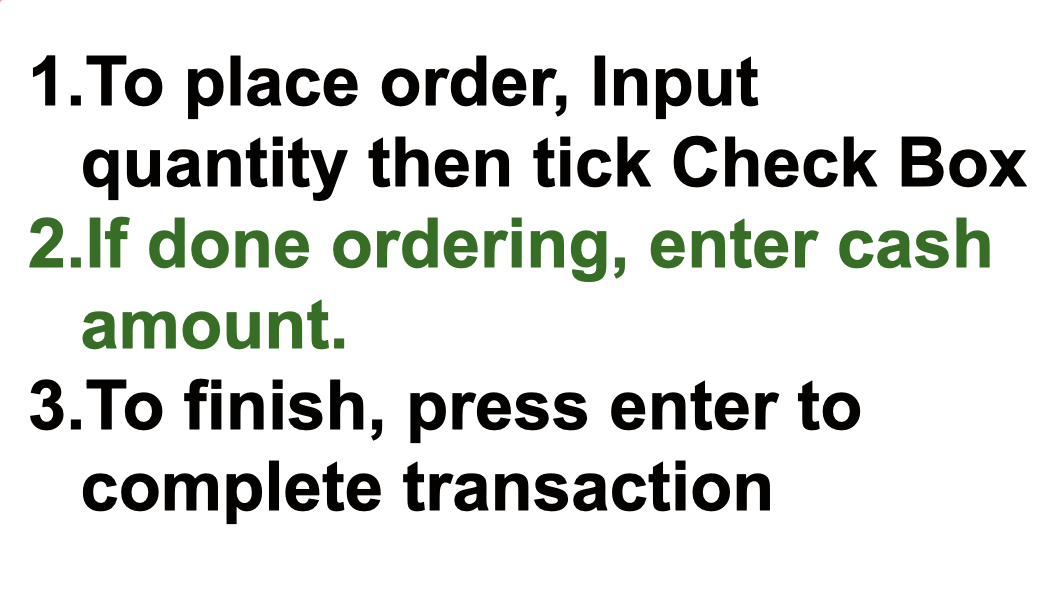 1.To place order, Input
quantity then tick Check Box
2.If done ordering, enter cash
amount.
3.To finish, press enter to
complete transaction